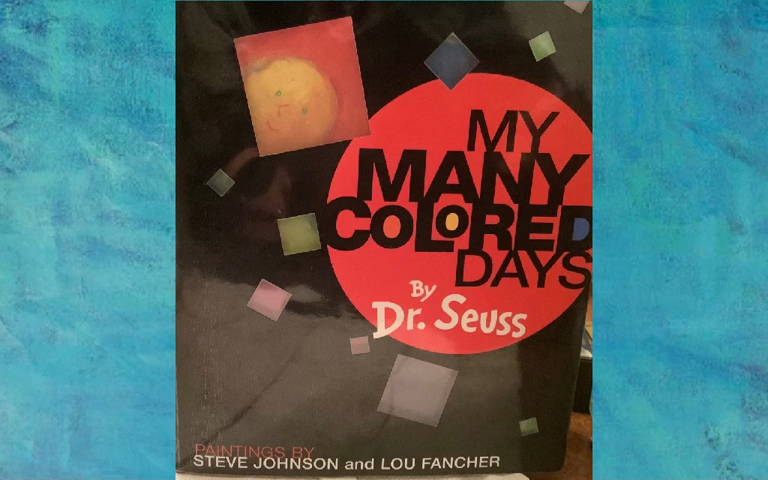 MY
MANY
COLORED
DAYS
By
Dr. Seuss
PAINTINGS BY
STEVE JOHNSON and LOU FANCHER